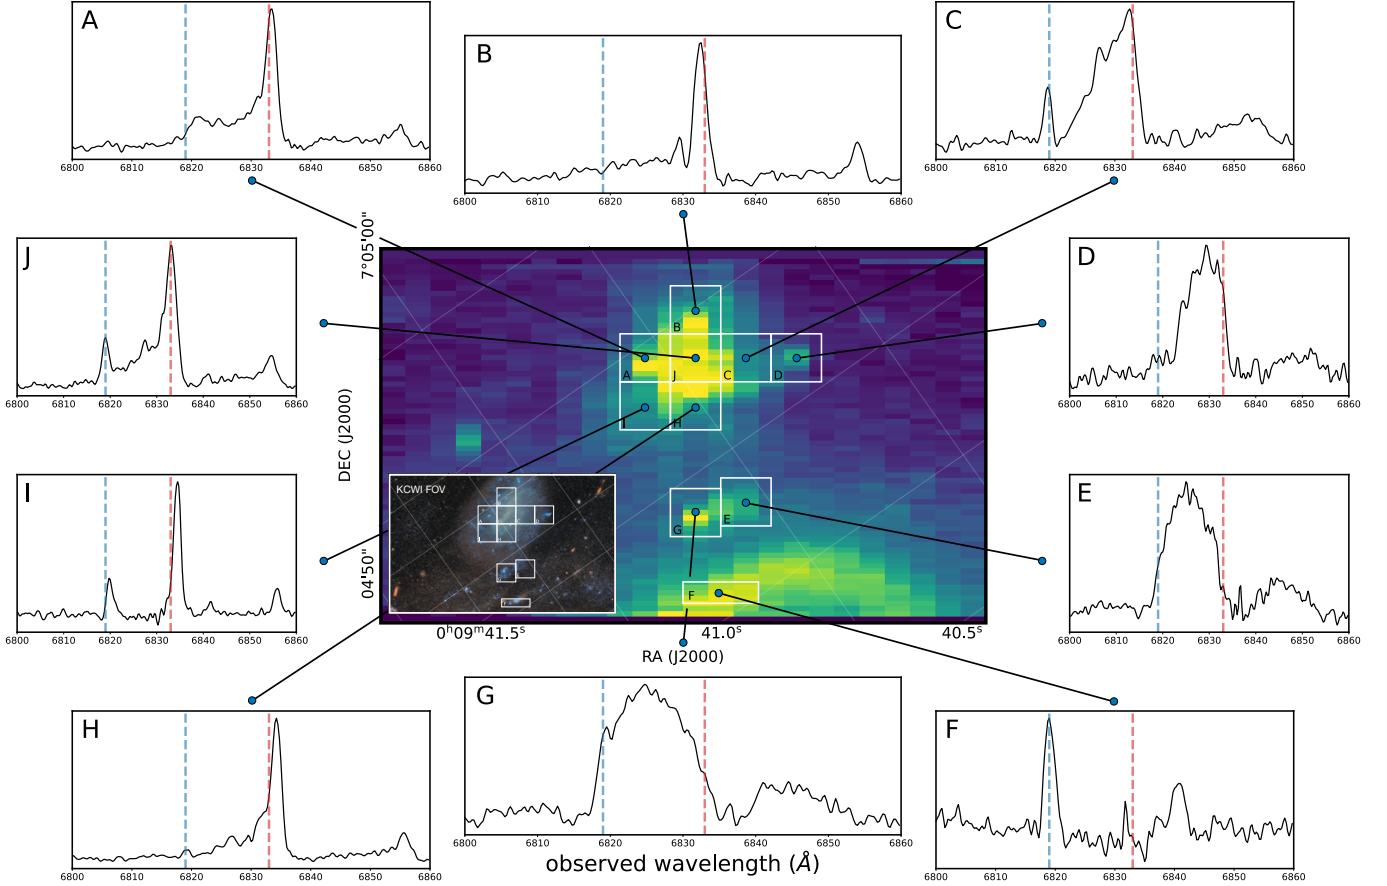 A
6800 6810 6820 6830 6840 6850 6860
B
6800 6810 6820 6830 6840 6850 6860
C
6800 6810 6820 6830 6840 6850 6860
J
6800 6810 6820 6830 6840 6850 6860
D
6800 6810 6820 6830 6840 6850 6860
I
6800 6810 6820 6830 6840 6850 6860
E
6800 6810 6820 6830 6840 6850 6860
H
6800 6810 6820 6830 6840 6850 6860
G
6800 6810 6820 6830 6840 6850 6860
observed wavelength (Å)
F
6800 6810 6820 6830 6840 6850 6860
7°05'00"
DEC (J2000)
04'50"
B
A J C D
I H
G E
F
KCWI FOV
0ʰ09ᵐ41.5ˢ 41.0ˢ 40.5ˢ
RA (J2000)